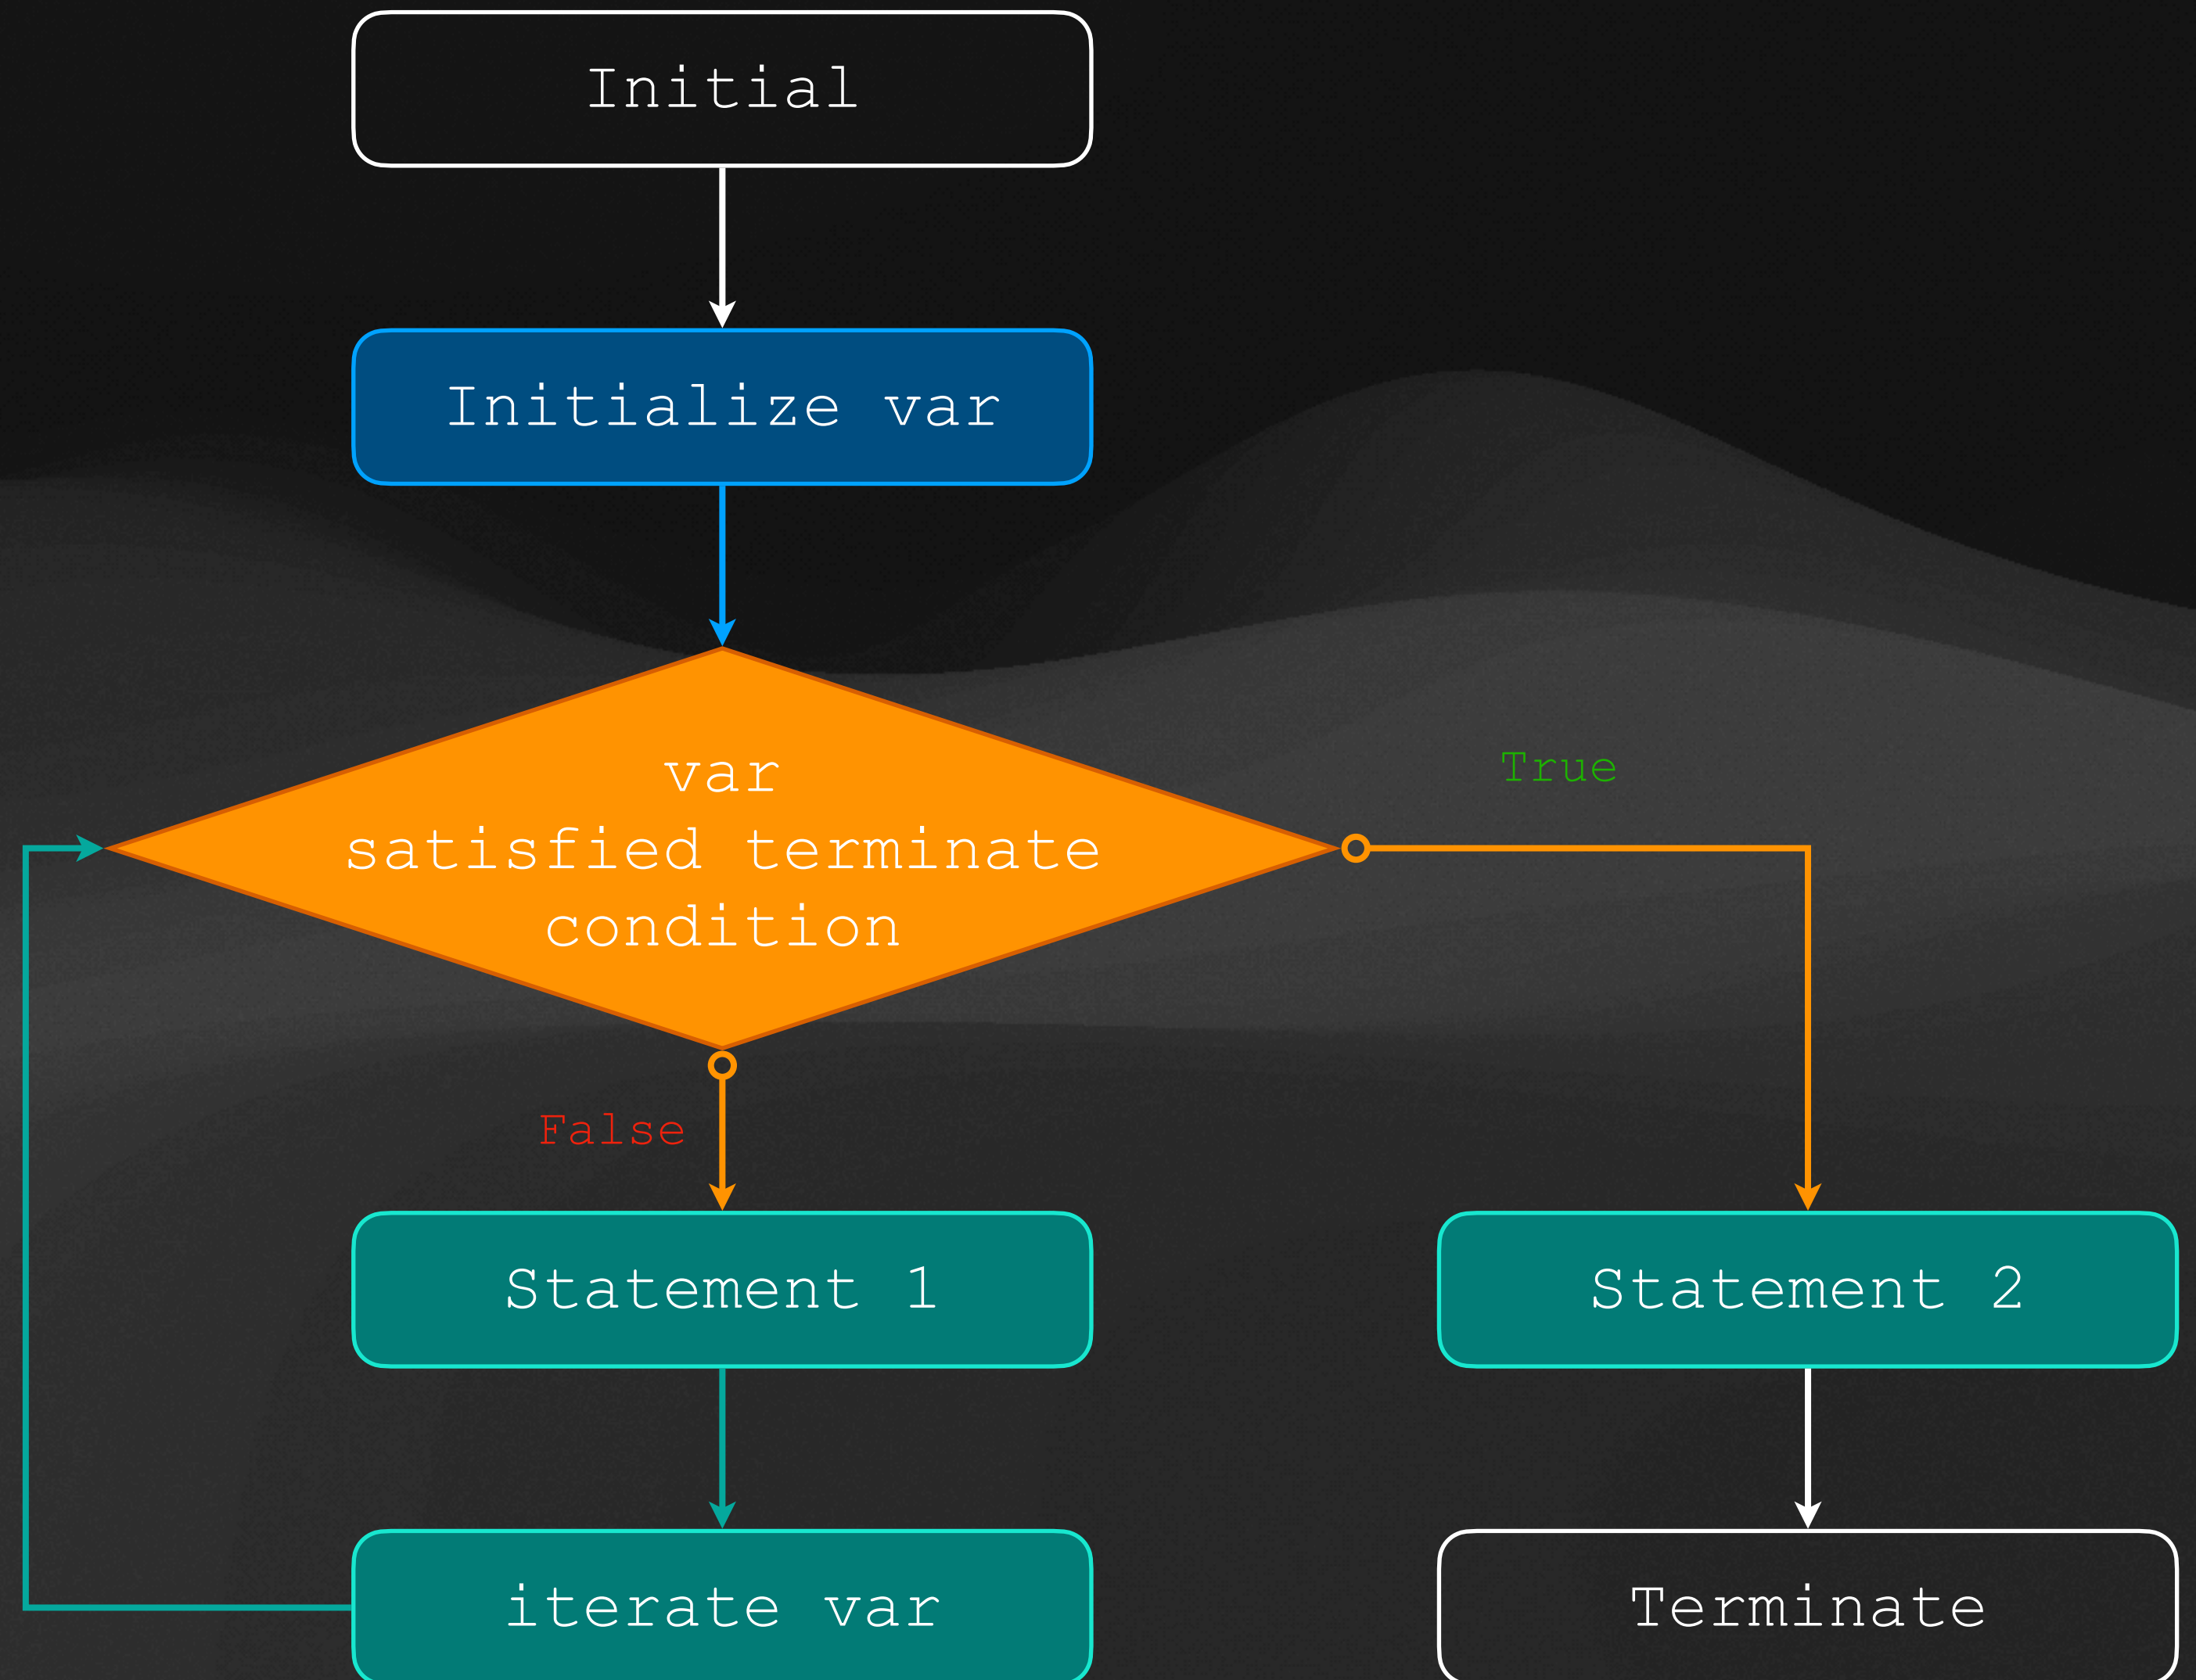 Initial
Initialize var
var
satisfied terminate
condition
True
False
Statement 1
Statement 2
iterate var
Terminate